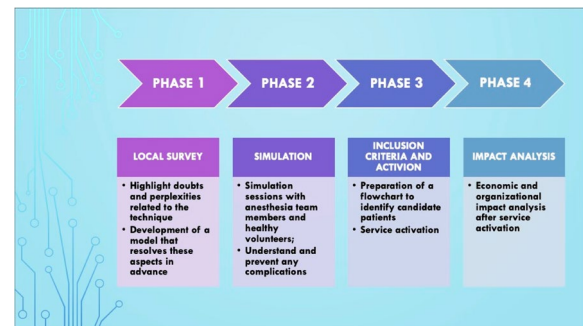 PHASE 1
PHASE 2
PHASE 3
PHASE 4
LOCAL SURVEY
• Highlight doubts
and perplexities
related to the
technique
• Development of a
model that
resolves these
aspects in
advance
SIMULATION
• Simulation
sessions with
anesthesia team
members and
healthy
volunteers;
• Understand and
prevent any
complications
INCLUSION
CRITERIA AND
ACTIVION
• Preparation of a
flowchart to
identify candidate
patients
• Service activation
IMPACT ANALYSIS
• Economic and
organizational
impact analysis
after service
activation